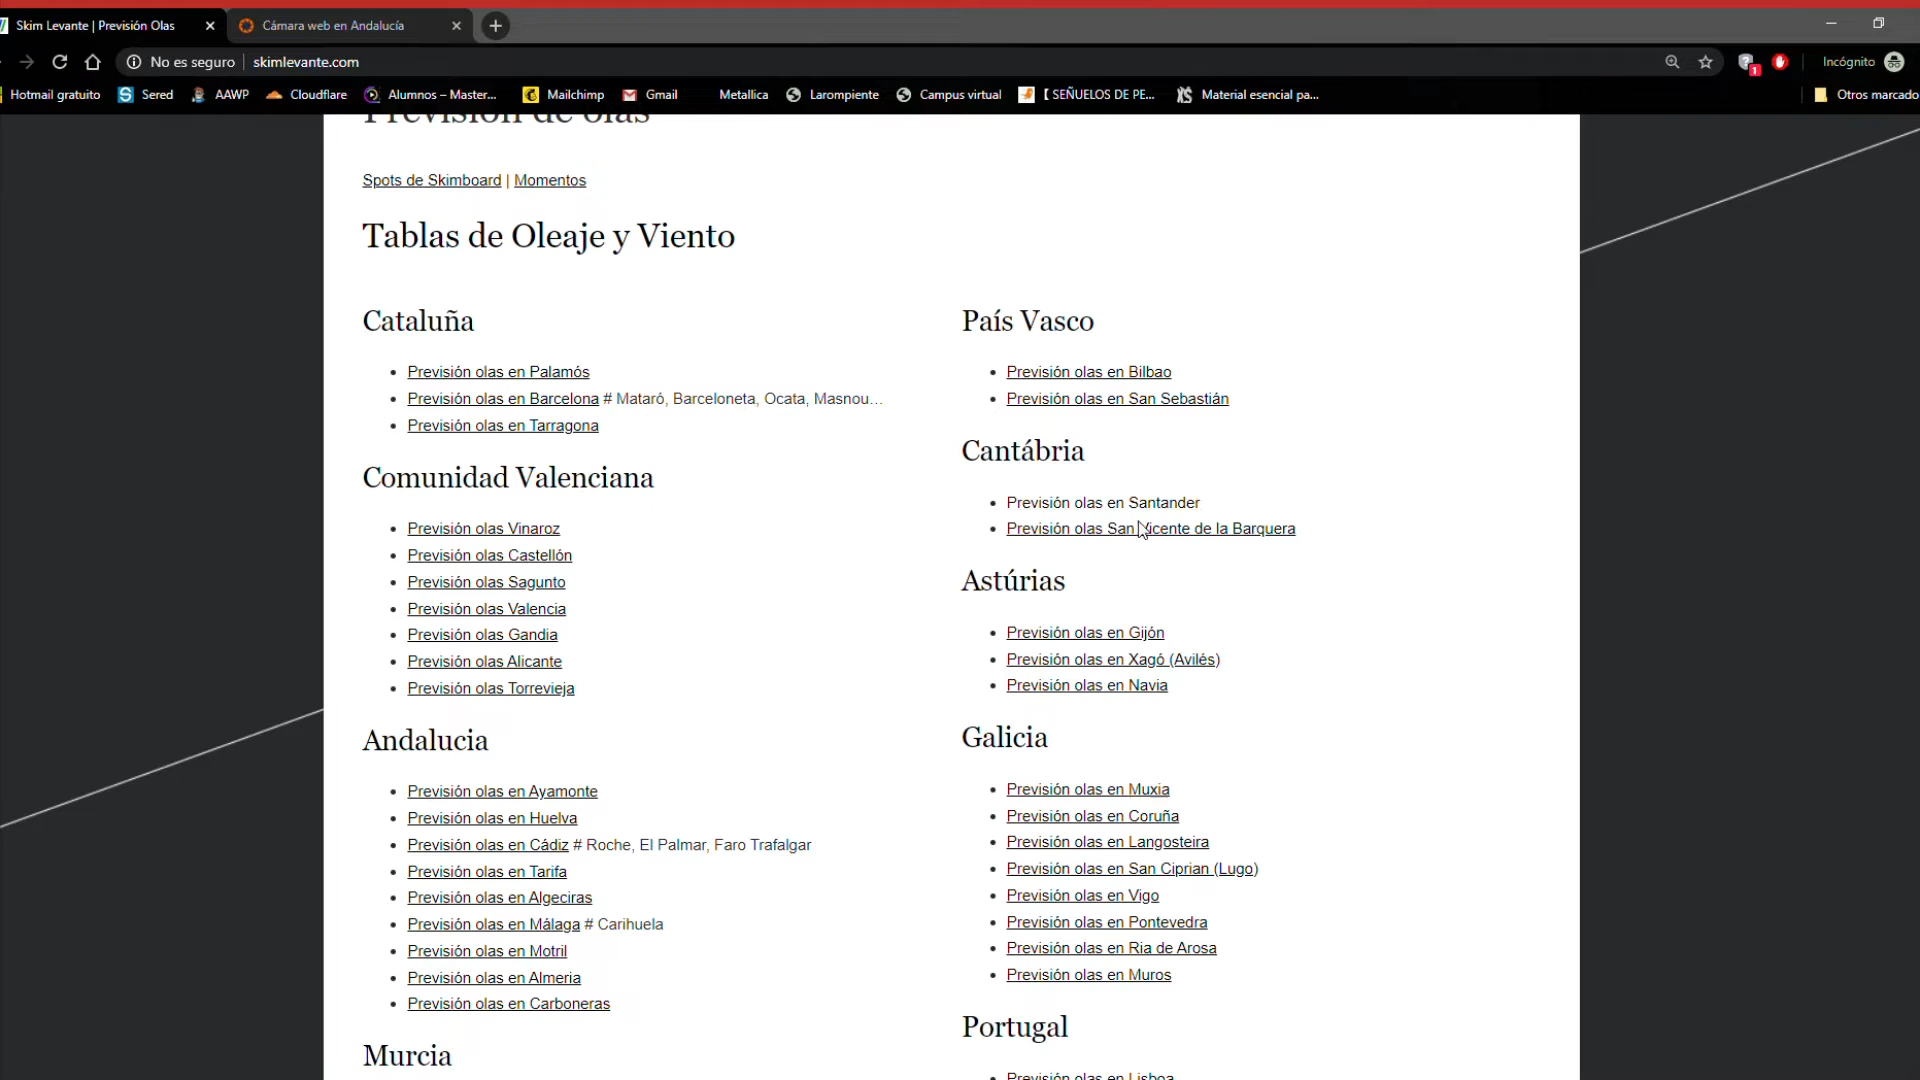 Skim Levante | Previsión Olas
Cámara web en Andalucía
No es seguro
skimlevante.com
Incógnito
1
Hotmail gratuito
Sered
AAWP
Cloudflare
Alumnos – Master...
Mailchimp
Gmail
Metallica
Larompiente
Campus virtual
【 SEÑUELOS DE PE...
Material esencial pa...
Otros marcado
Previsión de olas
Spots de Skimboard | Momentos
Tablas de Oleaje y Viento
Cataluña
Previsión olas en Palamós
Previsión olas en Barcelona # Mataró, Barceloneta, Ocata, Masnou…
Previsión olas en Tarragona
Comunidad Valenciana
Previsión olas Vinaroz
Previsión olas Castellón
Previsión olas Sagunto
Previsión olas Valencia
Previsión olas Gandia
Previsión olas Alicante
Previsión olas Torrevieja
Andalucia
Previsión olas en Ayamonte
Previsión olas en Huelva
Previsión olas en Cádiz # Roche, El Palmar, Faro Trafalgar
Previsión olas en Tarifa
Previsión olas en Algeciras
Previsión olas en Málaga # Carihuela
Previsión olas en Motril
Previsión olas en Almeria
Previsión olas en Carboneras
Murcia
País Vasco
Previsión olas en Bilbao
Previsión olas en San Sebastián
Cantábria
Previsión olas en Santander
Previsión olas San Vicente de la Barquera
Astúrias
Previsión olas en Gijón
Previsión olas en Xagó (Avilés)
Previsión olas en Navia
Galicia
Previsión olas en Muxia
Previsión olas en Coruña
Previsión olas en Langosteira
Previsión olas en San Ciprian (Lugo)
Previsión olas en Vigo
Previsión olas en Pontevedra
Previsión olas en Ria de Arosa
Previsión olas en Muros
Portugal
Previsión olas en Lisboa